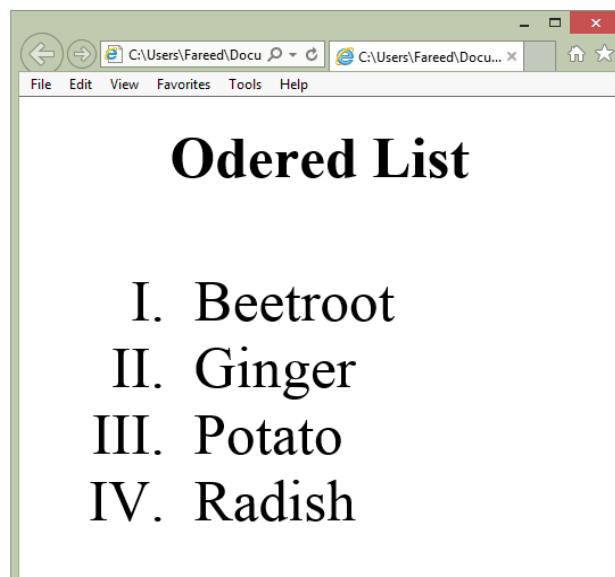 C:\Users\Fareed\Docu
C:\Users\Fareed\Docu...
File Edit View Favorites Tools Help
Odered List
I. Beetroot
II. Ginger
III. Potato
IV. Radish